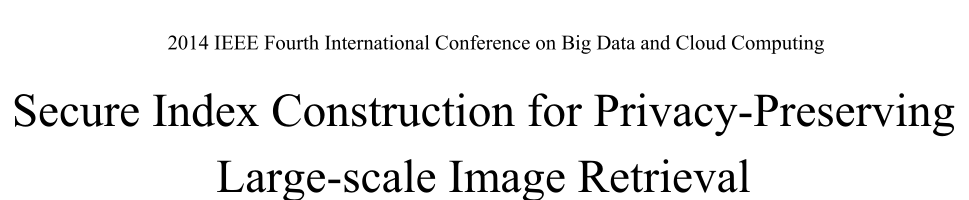 2014 IEEE Fourth International Conference on Big Data and Cloud Computing
Secure Index Construction for Privacy-Preserving
Large-scale Image Retrieval